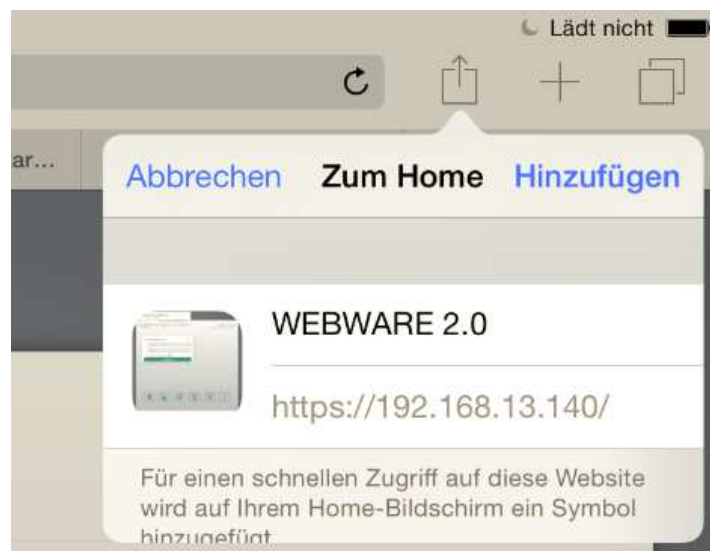 Lädt nicht
ar...
Abbrechen Zum Home Hinzufügen
WEBWARE 2.0
https://192.168.13.140/
Für einen schnellen Zugriff auf diese Website
wird auf Ihrem Home-Bildschirm ein Symbol
hinzugefügt